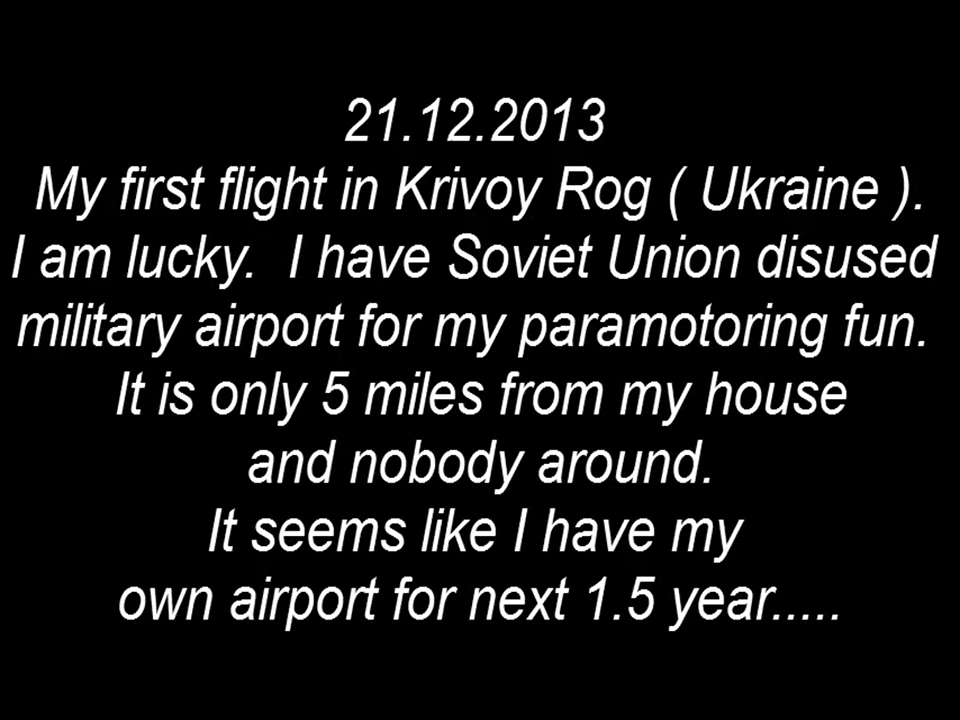 21.12.2013
My first flight in Krivoy Rog ( Ukraine ).
I am lucky.  I have Soviet Union disused
military airport for my paramotoring fun.
It is only 5 miles from my house
and nobody around.
It seems like I have my
own airport for next 1.5 year.....